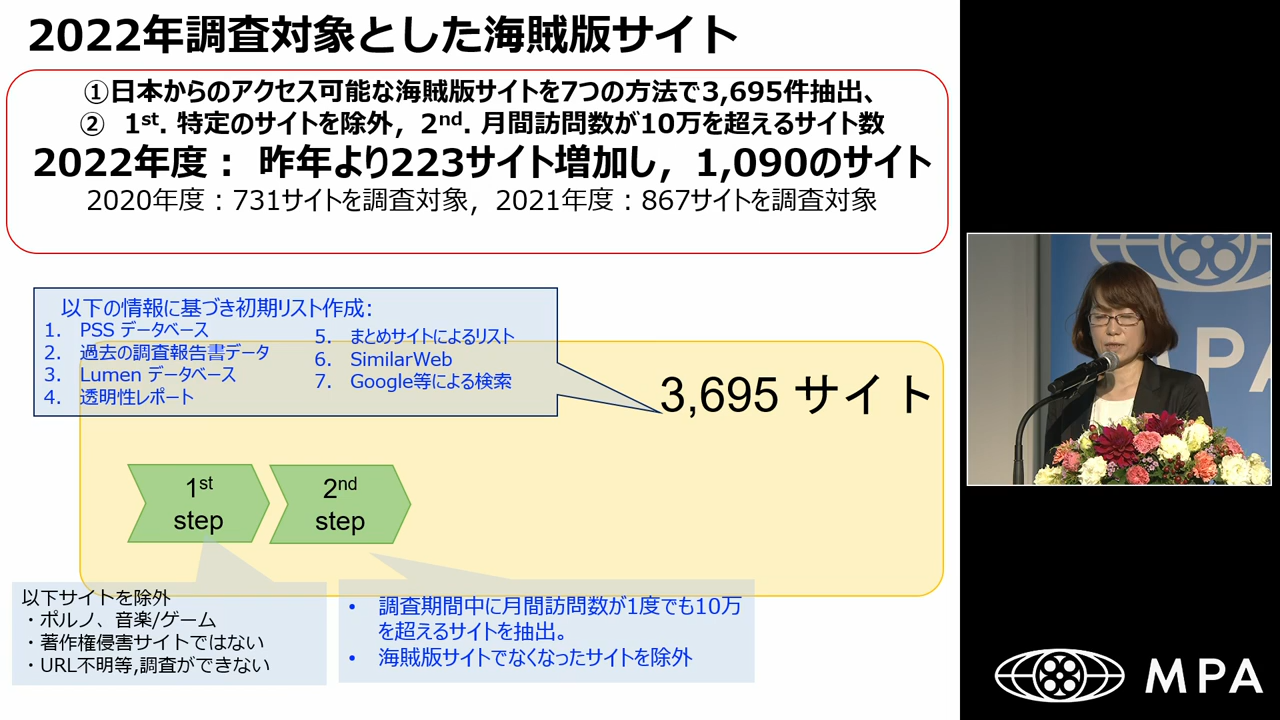 2022年調査対象とした海賊版サイト
①日本からのアクセス可能な海賊版サイトを7つの方法で3,695件抽出、
② 1st. 特定のサイトを除外，2nd. 月間訪問数が10万を超えるサイト数
2022年度： 昨年より223サイト増加し，1,090のサイト
2020年度：731サイトを調査対象，2021年度：867サイトを調査対象
以下の情報に基づき初期リスト作成：
1. PSS データベース
2. 過去の調査報告書データ
3. Lumen データベース
4. 透明性レポート
5. まとめサイトによるリスト
6. SimilarWeb
7. Google等による検索
3,695 サイト
1st
step
2nd
step
以下サイトを除外
・ポルノ、音楽/ゲーム
・著作権侵害サイトではない
・URL不明等,調査ができない
• 調査期間中に月間訪問数が1度でも10万
を超えるサイトを抽出。
• 海賊版サイトでなくなったサイトを除外
MPA
MPA